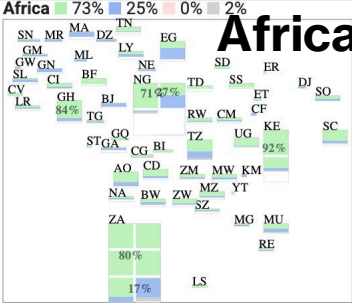 Africa 73% 25% 0% 2%
Africa
SN MR MA DZ TN
GM ML LY EG
GW GN NE SD ER
SL CI BF NG TD SS DJ
CV 71% 27% ET SO
LR GH BJ CF
84% TG RW CM KE SC
GQ TZ UG
ST GA CG BI 92%
AO CD ZM MW KM
NA BW ZW MZ YT
SZ
ZA MG MU
RE
80%
LS
17%